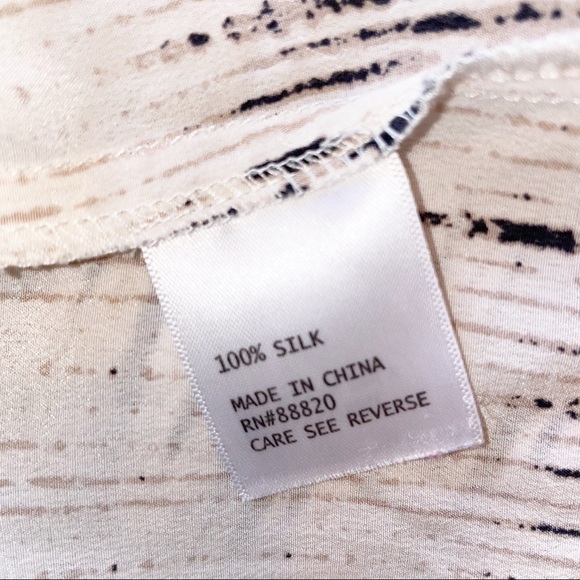 100% SILK
MADE IN CHINA
RN#88820
CARE SEE REVERSE